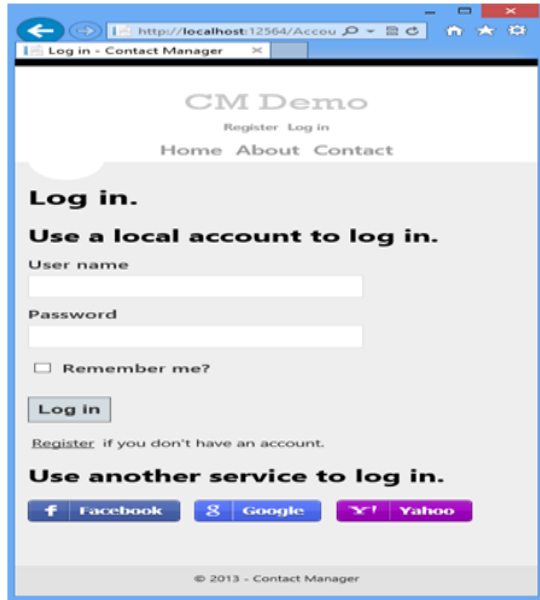 http://localhost:12564/Accou
Log in - Contact Manager
CM Demo
Register Log in
Home About Contact
Log in.
Use a local account to log in.
User name
Password
Remember me?
Log in
Register if you don't have an account.
Use another service to log in.
f Facebook 8 Google Y! Yahoo
© 2013 - Contact Manager